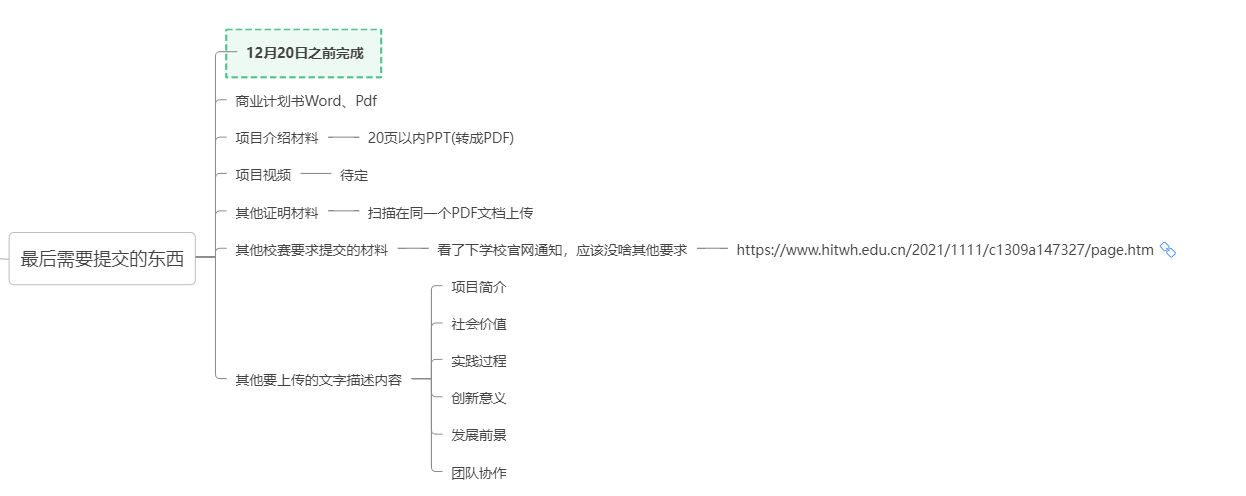 12月20日之前完成
商业计划书Word、Pdf
项目介绍材料
20页以内PPT(转成PDF)
项目视频
待定
其他证明材料
扫描在同一个PDF文档上传
最后需要提交的东西
其他校赛要求提交的材料
看了下学校官网通知，应该没啥其他要求
https://www.hitwh.edu.cn/2021/1111/c1309a147327/page.htm
其他要上传的文字描述内容
项目简介
社会价值
实践过程
创新意义
发展前景
团队协作